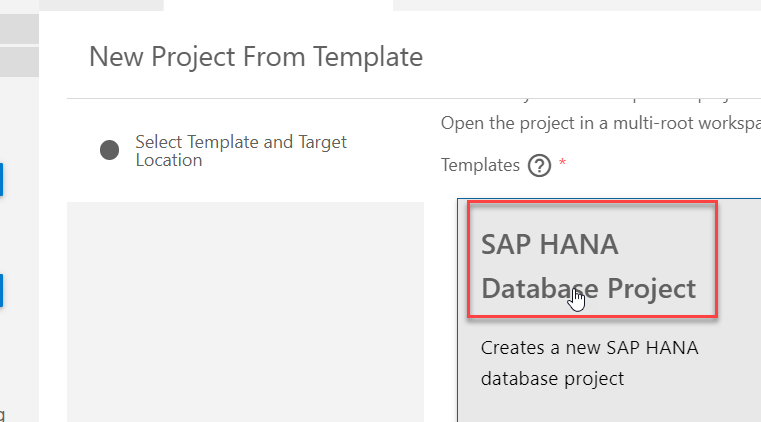 New Project From Template
Open the project in a multi-root
Select Template and Target
Location
Templates ? *
SAP HANA
Database Project
Creates a new SAP HANA
database project